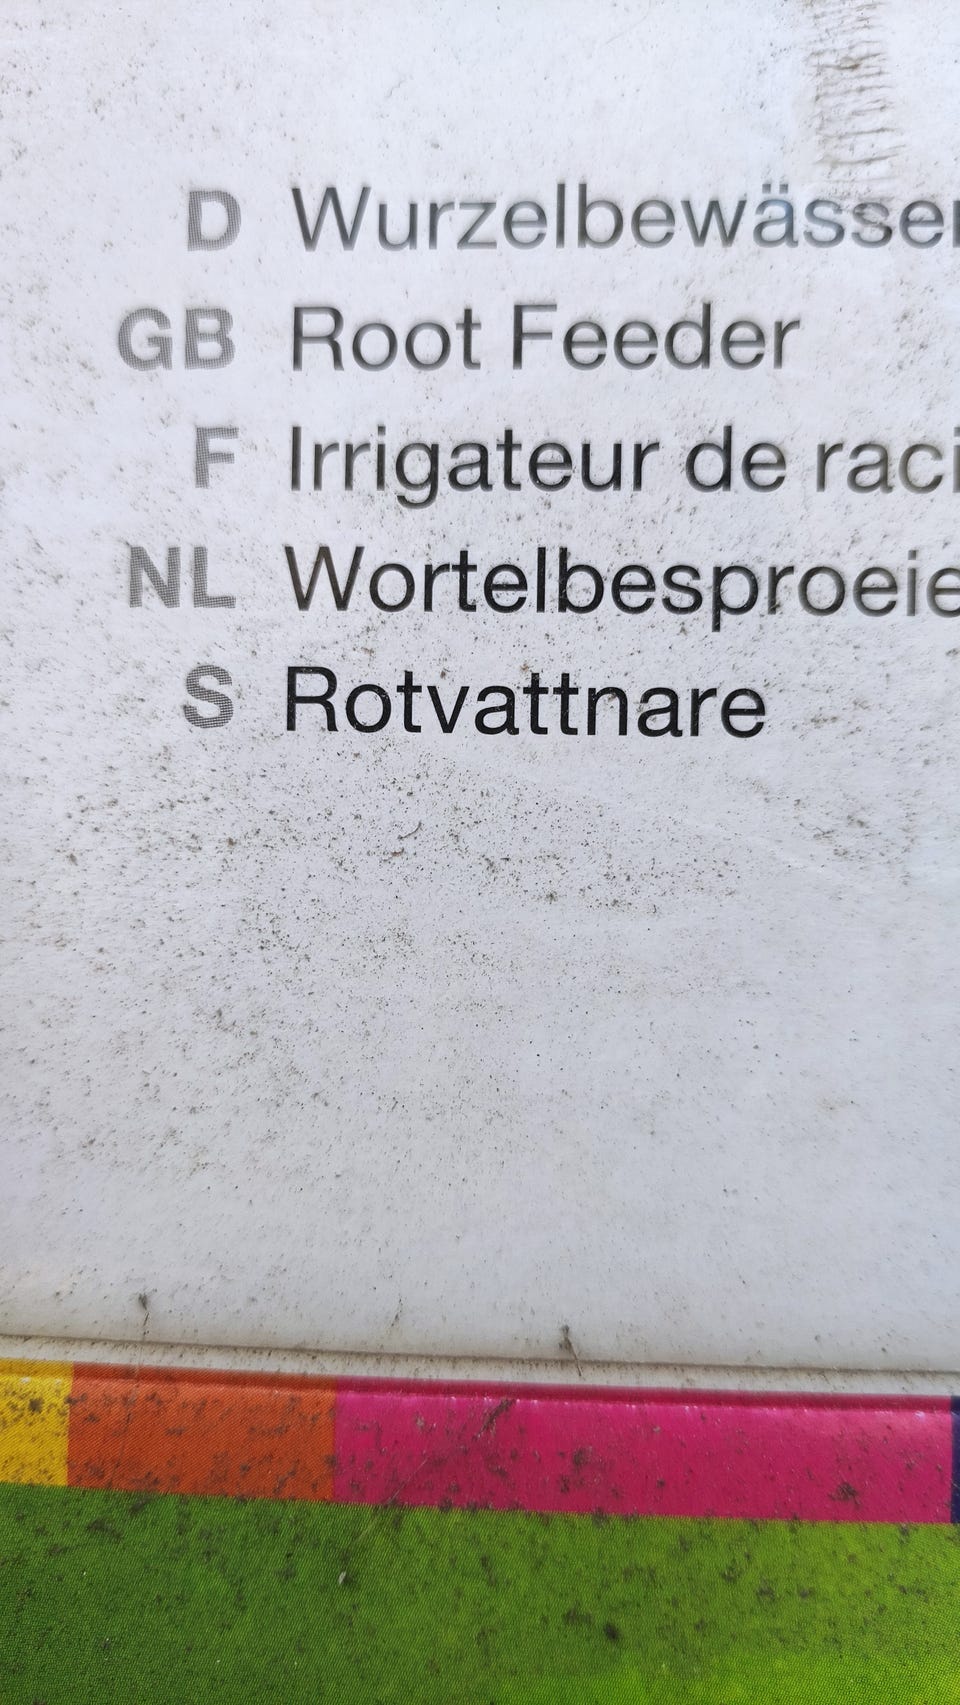 D Wurzelbewässer
GB Root Feeder
F Irrigateur de raci
NL Wortelbesproeie
S Rotvattnare